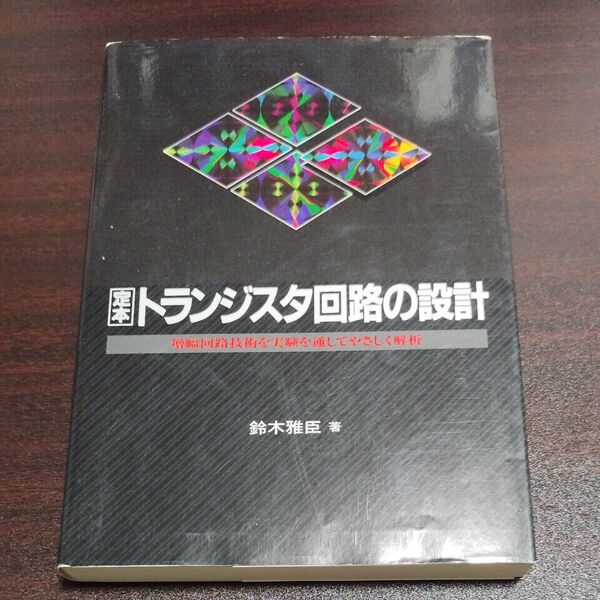 定本 トランジスタ回路の設計
増幅回路技術を実験を通してやさしく解析
鈴木雅臣 著